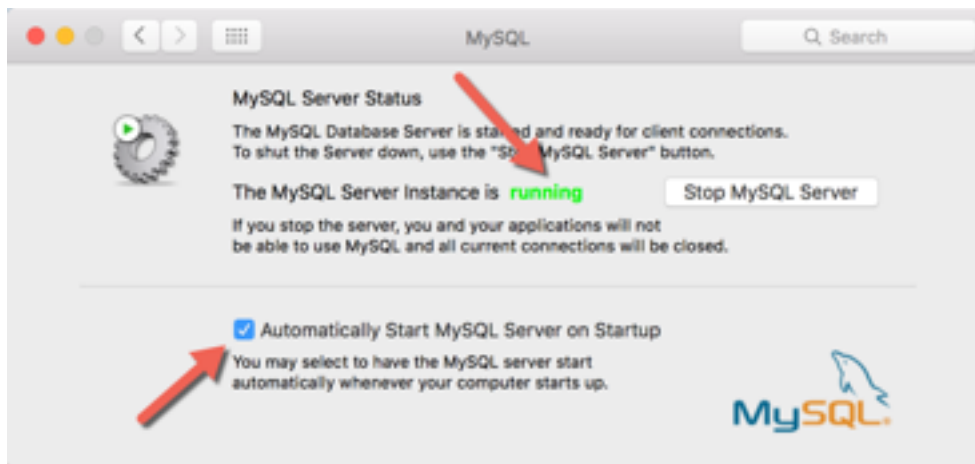 MySQL
Search
MySQL Server Status
The MySQL Database Server is started and ready for client connections.
To shut the Server down, use the "Stop MySQL Server" button.
The MySQL Server Instance is running
Stop MySQL Server
If you stop the server, you and your applications will not
be able to use MySQL and all current connections will be closed.
Automatically Start MySQL Server on Startup
You may select to have the MySQL server start
automatically whenever your computer starts up.
MySQL®